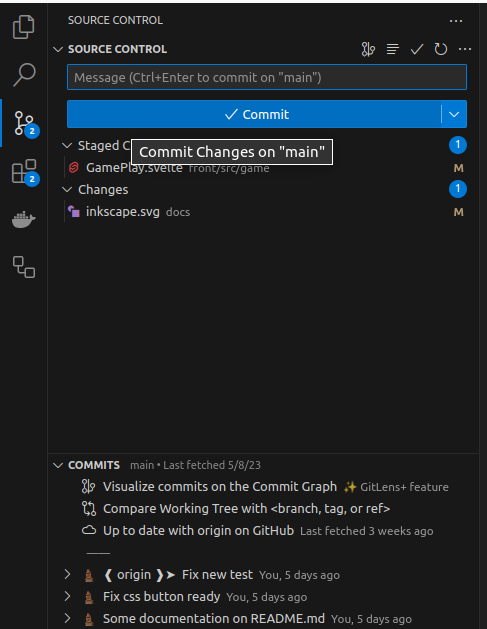 SOURCE CONTROL
SOURCE CONTROL
Message (Ctrl+Enter to commit on "main")
Commit
Staged C
1
Commit Changes on "main"
GamePlay.svelte front/src/game M
Changes 1
inkscape.svg docs M
2
2
COMMITS main • Last fetched 5/8/23
Visualize commits on the Commit Graph ✨ GitLens+ feature
Compare Working Tree with <branch, tag, or ref>
Up to date with origin on GitHub Last fetched 3 weeks ago
❰ origin ❱➤ Fix new test You, 5 days ago
Fix css button ready You, 5 days ago
Some documentation on README.md You, 5 days ago